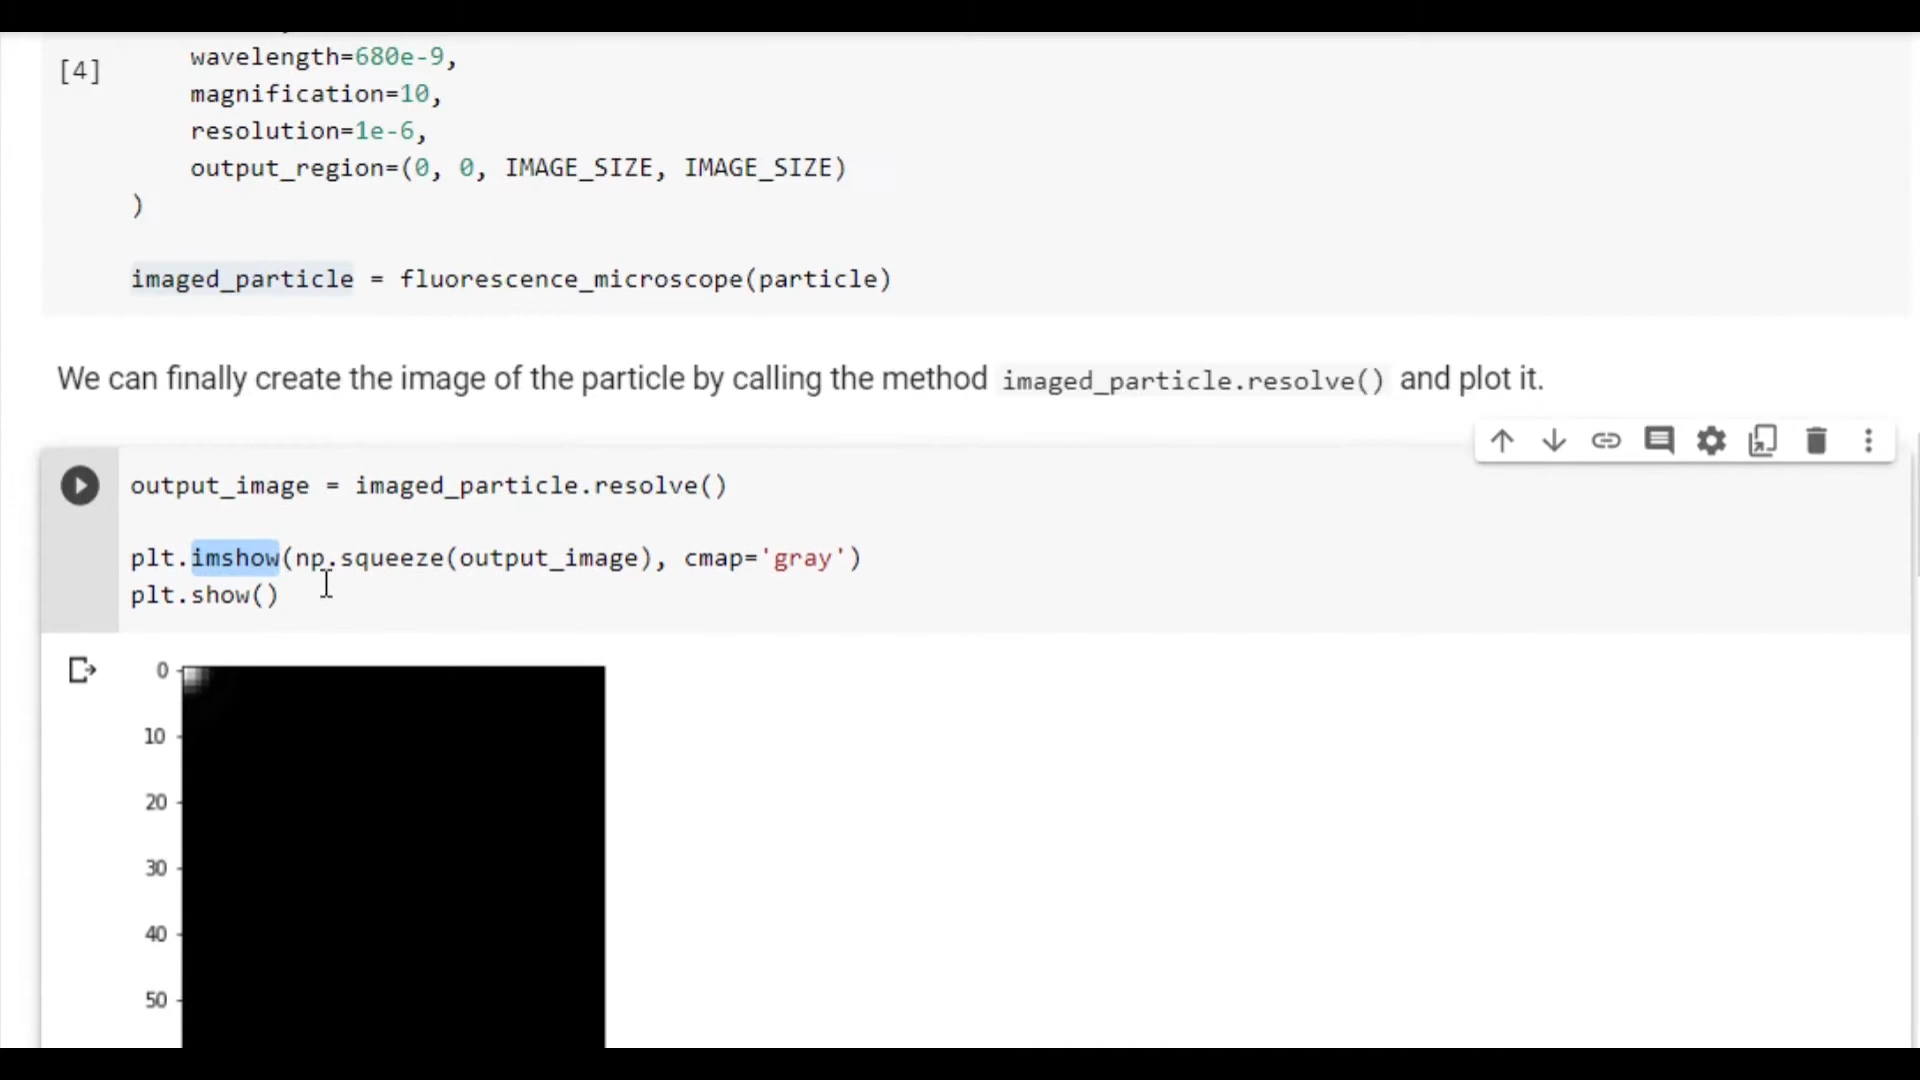 wavelength=680e-9,
[4]
magnification=10,
resolution=1e-6,
output_region=(0, 0, IMAGE_SIZE, IMAGE_SIZE)
)
imaged_particle = fluorescence_microscope(particle)
We can finally create the image of the particle by calling the method imaged_particle.resolve() and plot it.
output_image = imaged_particle.resolve()
plt.imshow(np.squeeze(output_image), cmap='gray')
plt.show()
0
10
20
30
40
50